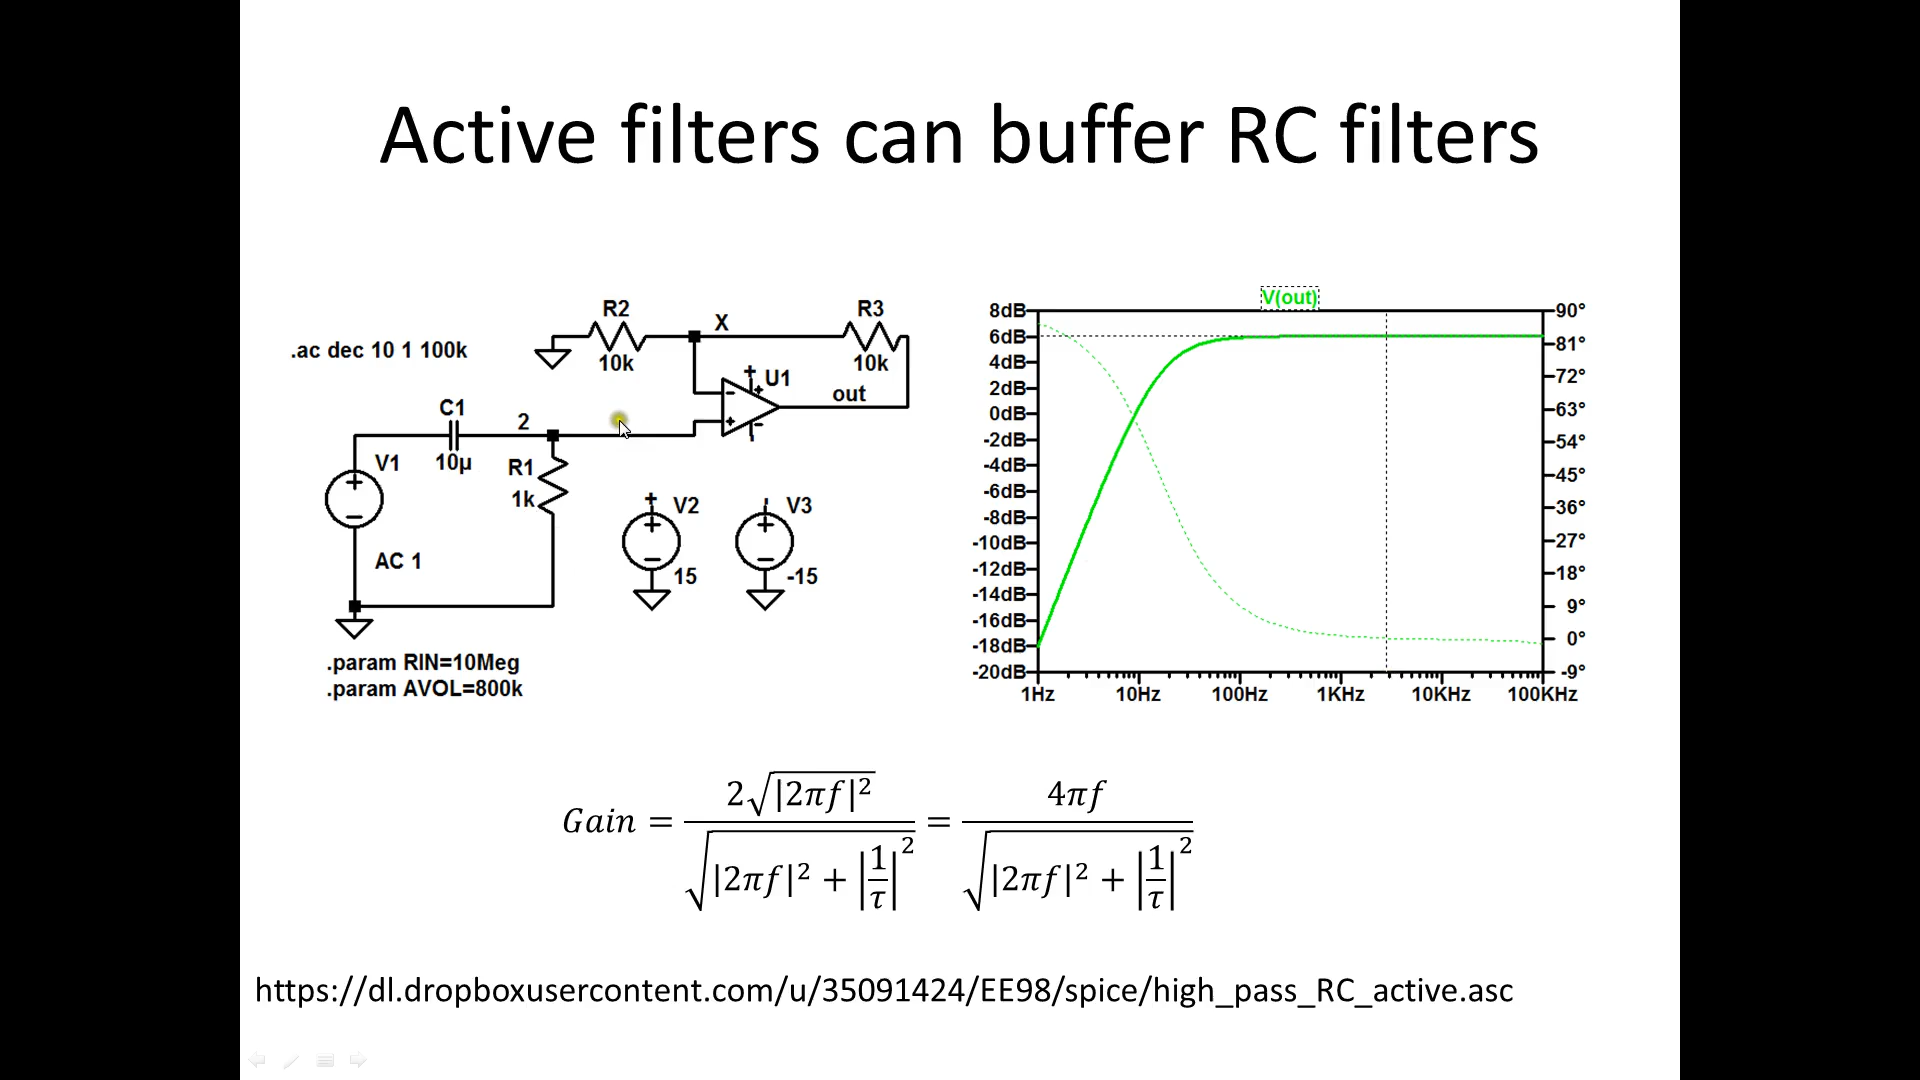 Active filters can buffer RC filters
.ac dec 10 1 100k
R2
10k
X
R3
10k
U1
out
+
+
-
+
-
C1
10µ
2
V1
+
−
AC 1
R1
1k
+
V2
+
−
15
-
V3
+
−
-15
.param RIN=10Meg
.param AVOL=800k
V(out)
8dB
6dB
4dB
2dB
0dB
-2dB
-4dB
-6dB
-8dB
-10dB
-12dB
-14dB
-16dB
-18dB
-20dB
90°
81°
72°
63°
54°
45°
36°
27°
18°
9°
0°
-9°
1Hz 10Hz 100Hz 1KHz 10KHz 100KHz
Gain = 2√|2πf|² / √(|2πf|² + |1/τ|²) = 4πf / √(|2πf|² + |1/τ|²)
https://dl.dropboxusercontent.com/u/35091424/EE98/spice/high_pass_RC_active.asc